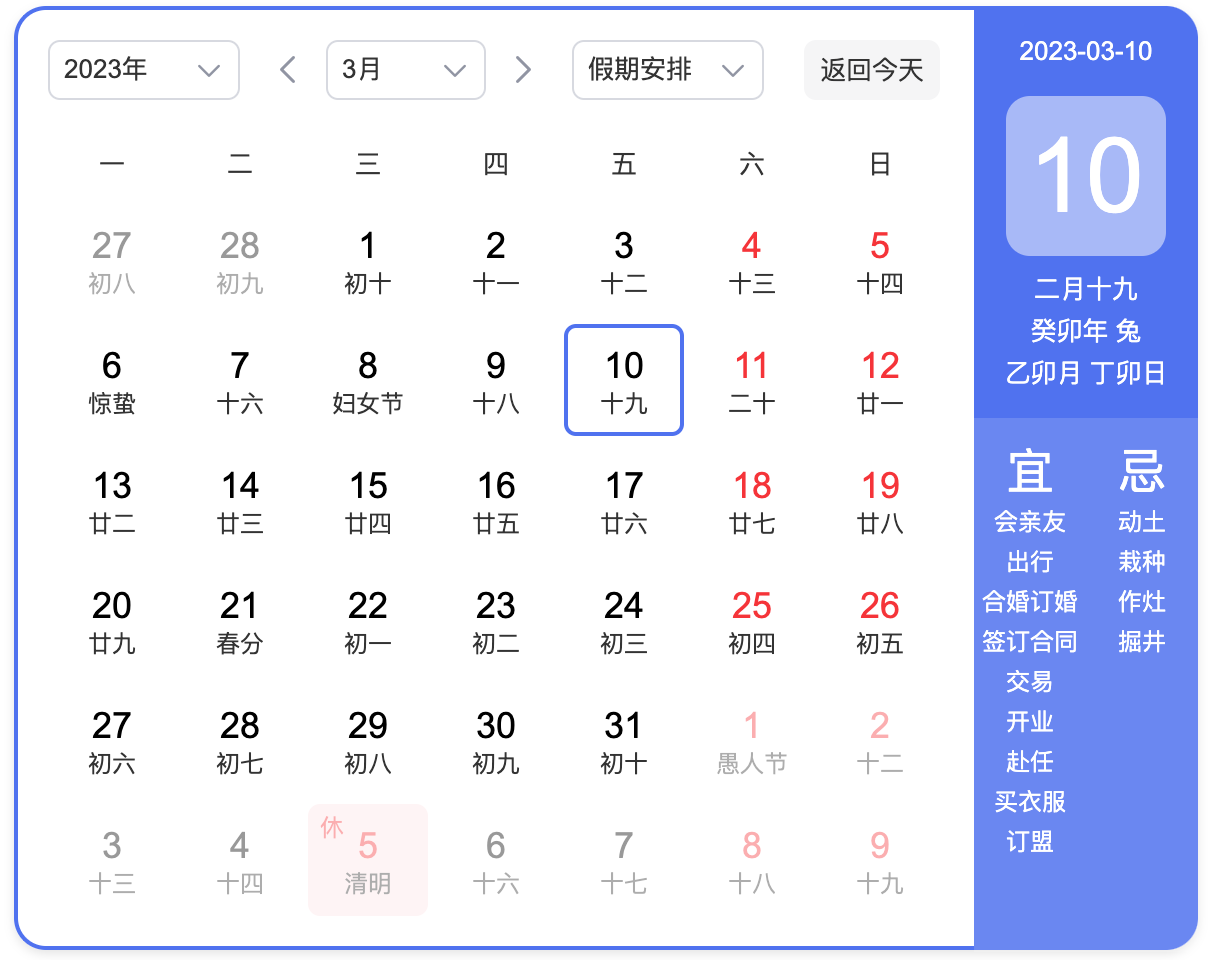 2023年 3月 假期安排 返回今天
一 二 三 四 五 六 日
27 28 1 2 3 4 5
初八 初九 初十 十一 十二 十三 十四
6 7 8 9 10 11 12
惊蛰 十六 妇女节 十八 十九 二十 廿一
13 14 15 16 17 18 19
廿二 廿三 廿四 廿五 廿六 廿七 廿八
20 21 22 23 24 25 26
廿九 春分 初一 初二 初三 初四 初五
27 28 29 30 31 1 2
初六 初七 初八 初九 初十 愚人节 十二
休
3 4 5 6 7 8 9
十三 十四 清明 十六 十七 十八 十九
2023-03-10
10
二月十九
癸卯年 兔
乙卯月 丁卯日
宜 忌
会亲友 动土
出行 栽种
合婚订婚 作灶
签订合同 掘井
交易
开业
赴任
买衣服
订盟